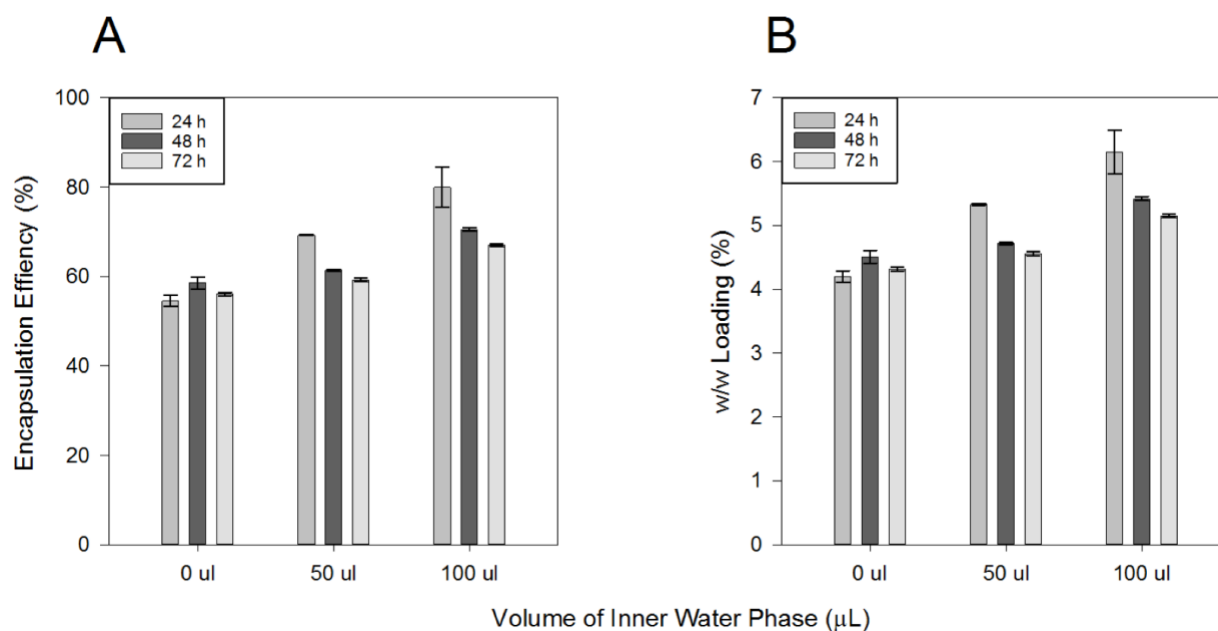 A
Encapsulation Effiency (%)
100
80
60
40
20
0
24 h
48 h
72 h
0 ul
50 ul
100 ul
B
w/w Loading (%)
7
6
5
4
3
2
1
0
24 h
48 h
72 h
0 ul
50 ul
100 ul
Volume of Inner Water Phase (μL)